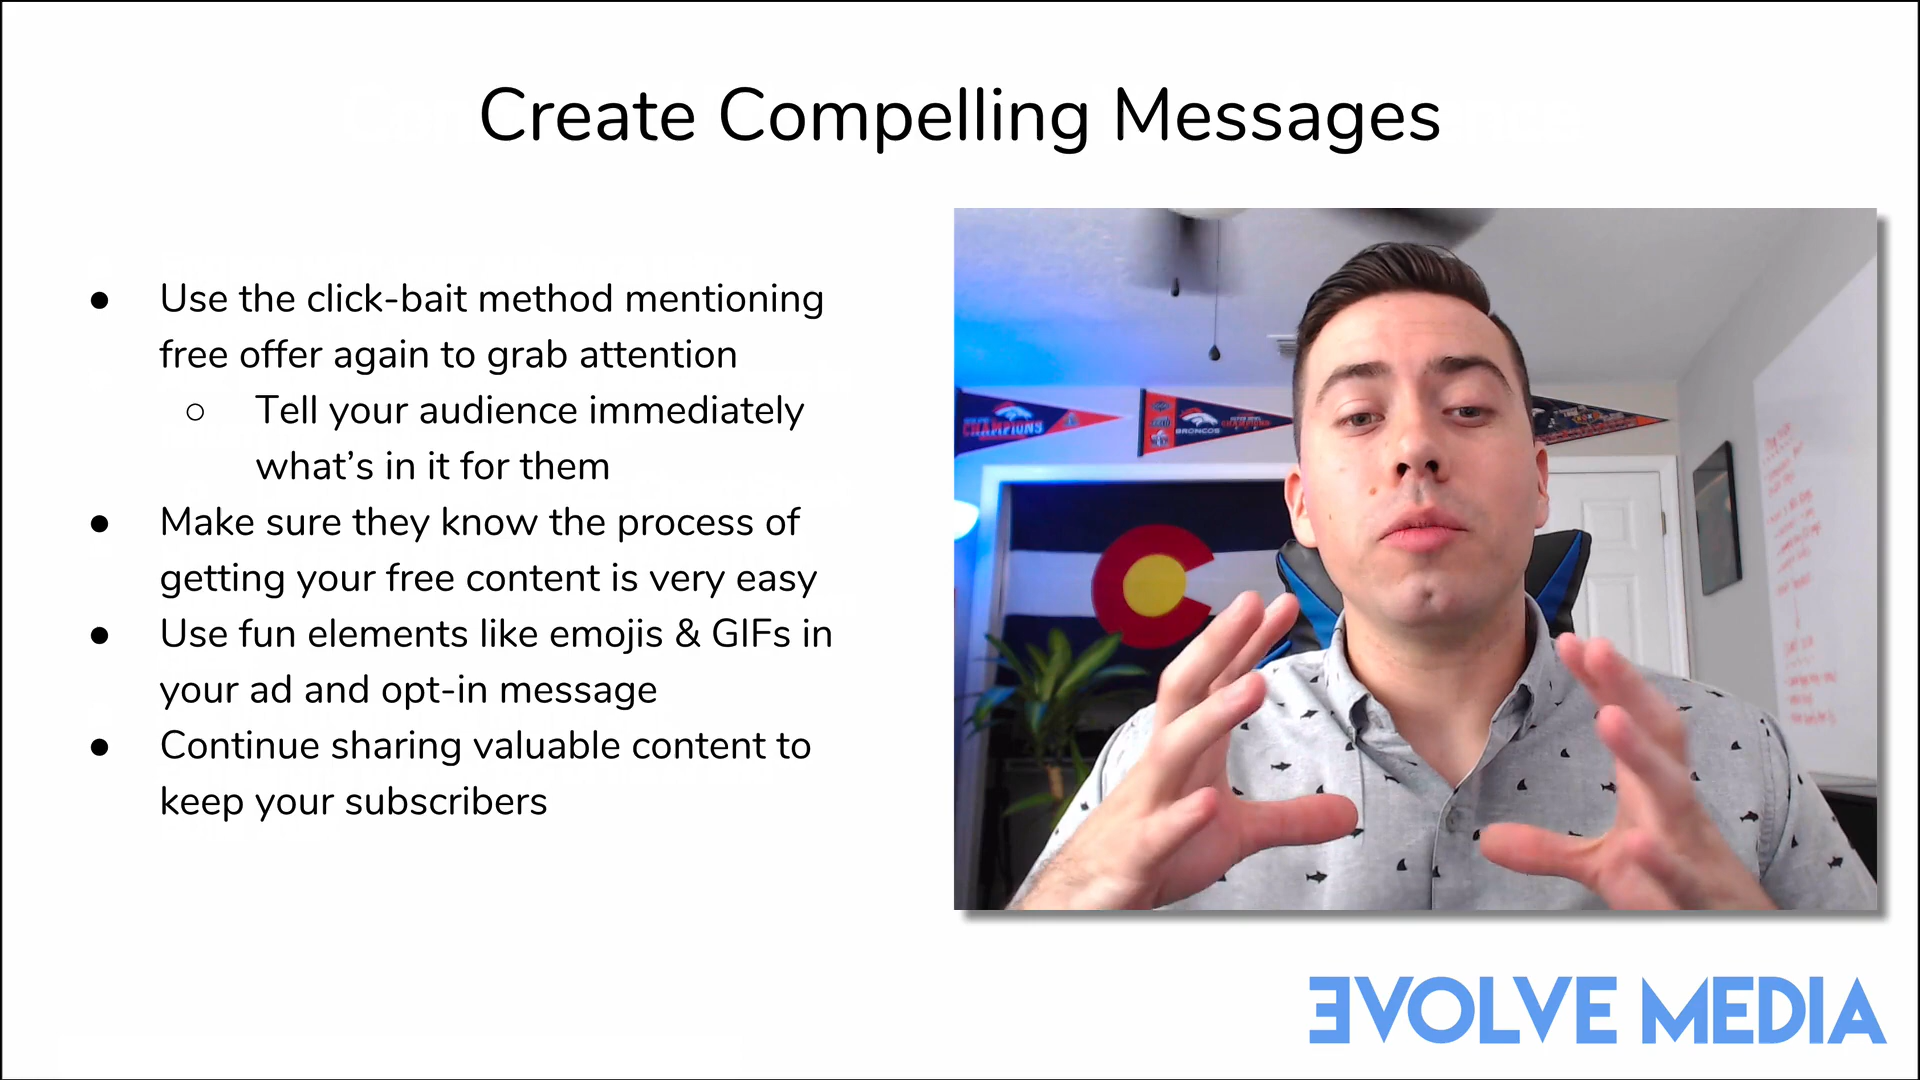 Create Compelling Messages
● Use the click-bait method mentioning
free offer again to grab attention
○ Tell your audience immediately
what’s in it for them
● Make sure they know the process of
getting your free content is very easy
● Use fun elements like emojis & GIFs in
your ad and opt-in message
● Continue sharing valuable content to
keep your subscribers
CHAMPIONS
BRONCOS
EVOLVE MEDIA